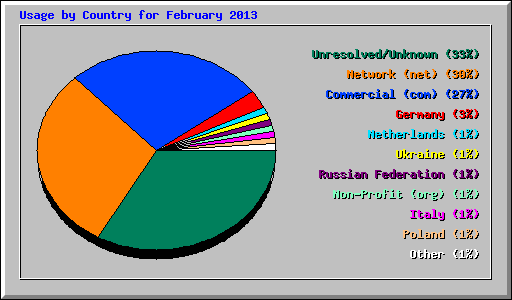 Usage by Country for February 2013
Unresolved/Unknown (33%)
Network (net) (30%)
Commercial (com) (27%)
Germany (3%)
Netherlands (1%)
Ukraine (1%)
Russian Federation (1%)
Non-Profit (org) (1%)
Italy (1%)
Poland (1%)
Other (1%)